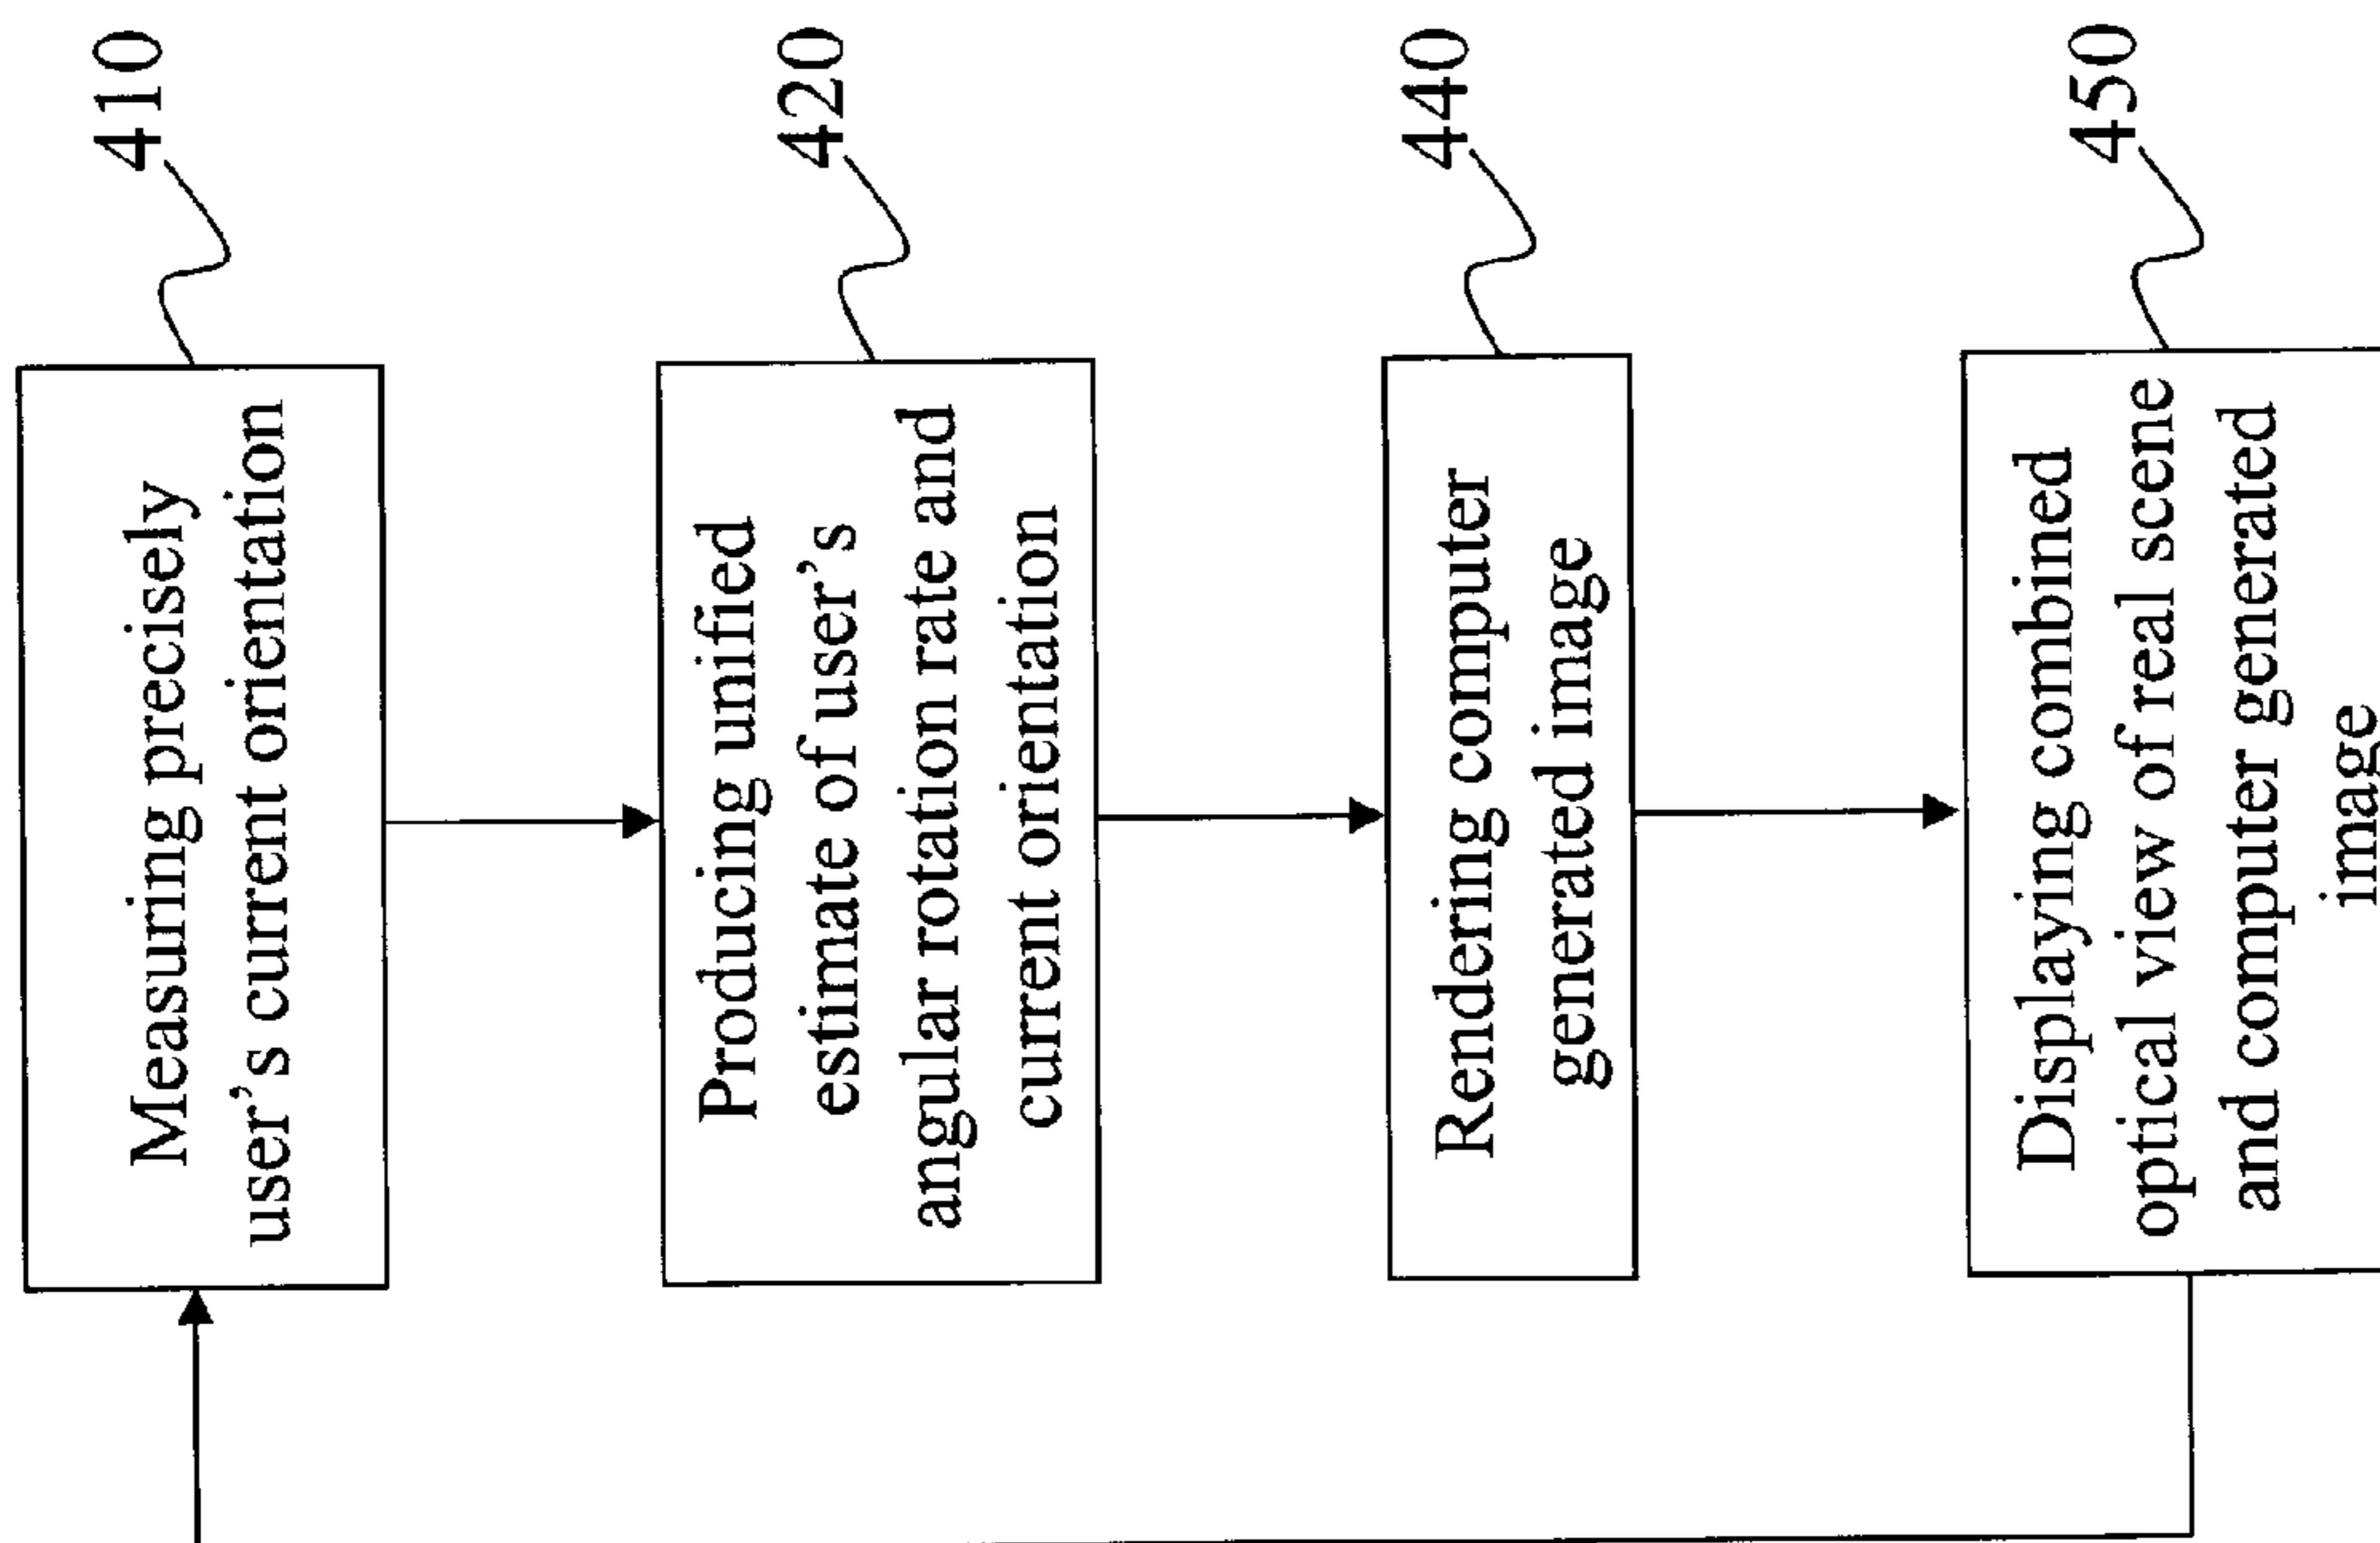 Measuring precisely
user's current orientation
410
Producing unified
estimate of user's
angular rotation rate and
current orientation
420
Rendering computer
generated image
440
Displaying combined
optical view of real scene
and computer generated
image
450